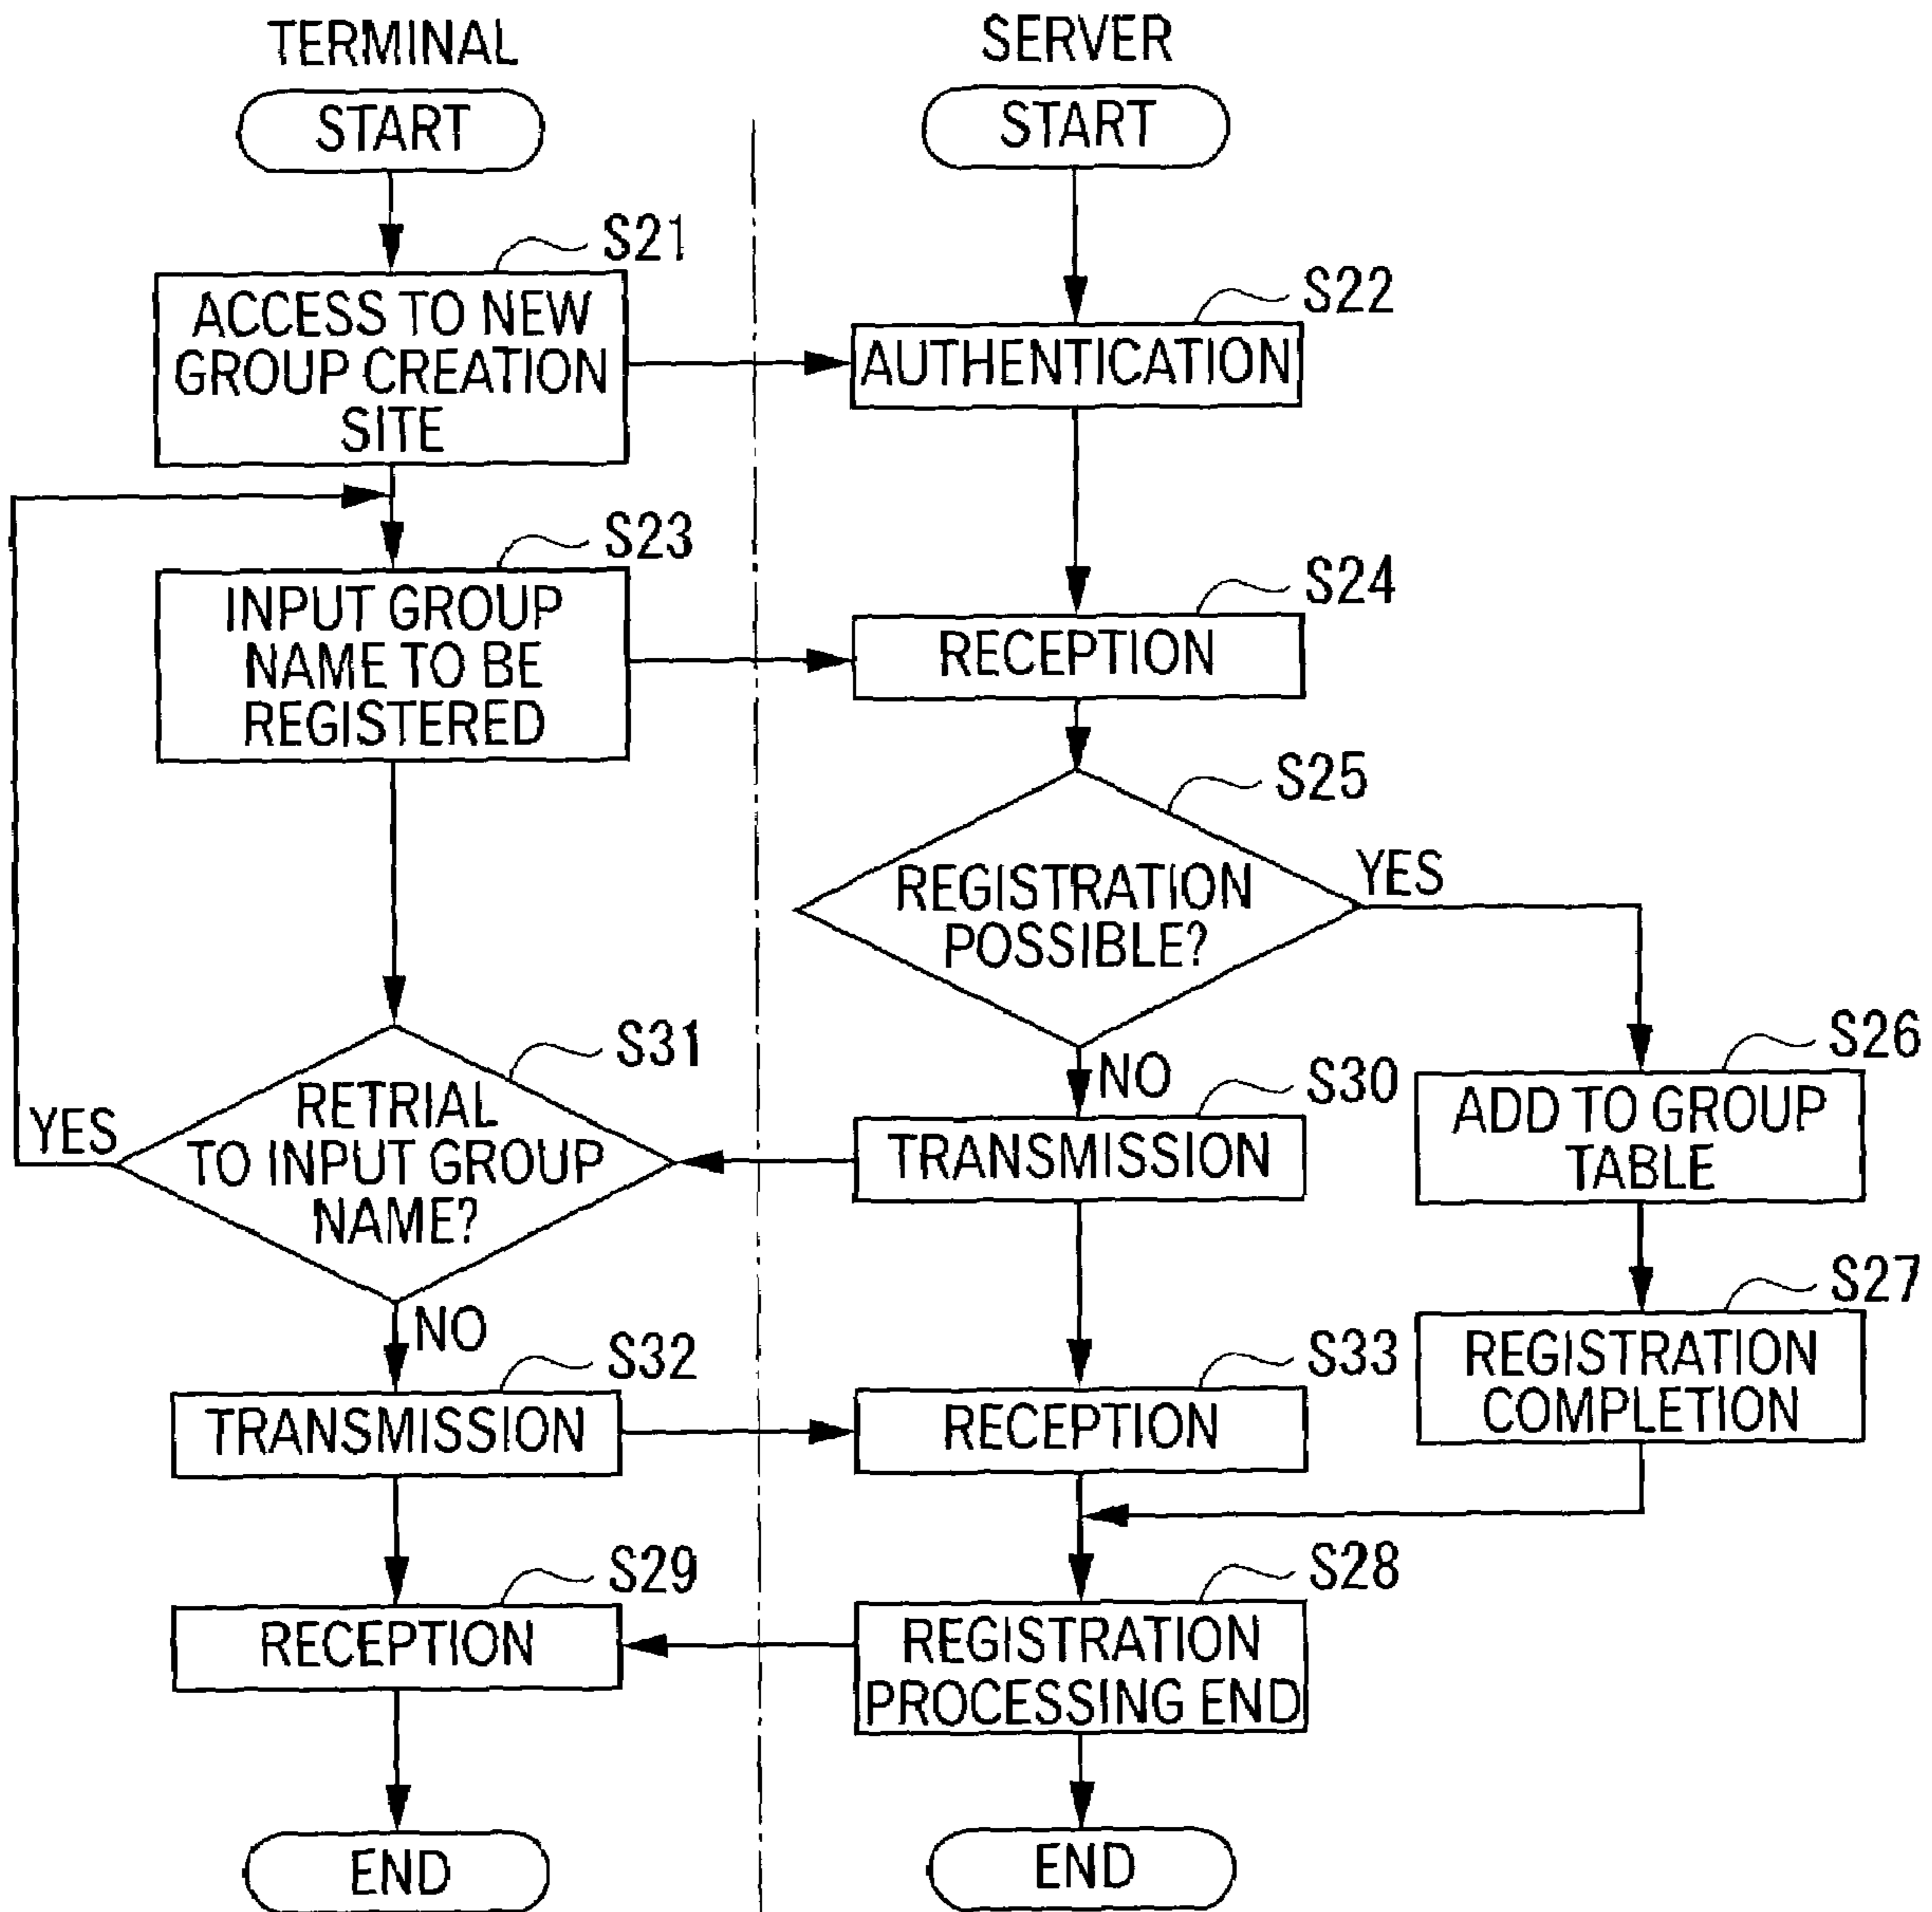 TERMINAL
SERVER
START
START
S21
ACCESS TO NEW
GROUP CREATION
SITE
S22
AUTHENTICATION
S23
INPUT GROUP
NAME TO BE
REGISTERED
S24
RECEPTION
S25
REGISTRATION
POSSIBLE?
YES
NO
S31
RETRIAL
TO INPUT GROUP
NAME?
YES
NO
S30
TRANSMISSION
S26
ADD TO GROUP
TABLE
S27
REGISTRATION
COMPLETION
S32
TRANSMISSION
S33
RECEPTION
S29
RECEPTION
S28
REGISTRATION
PROCESSING END
END
END